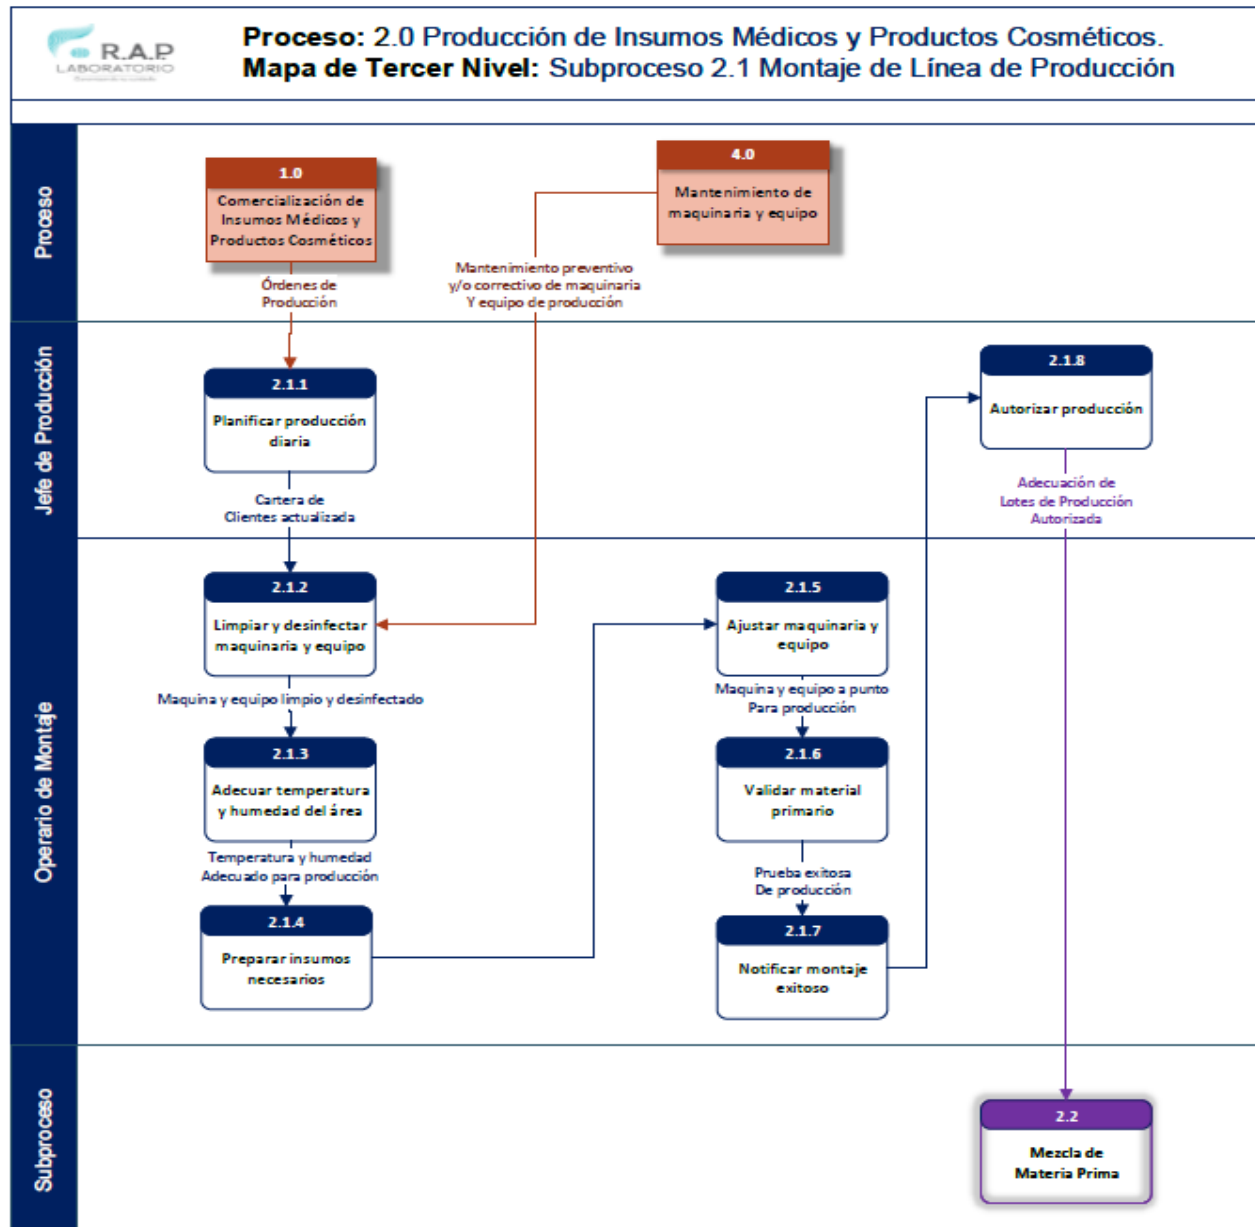 R.A.P
LABORATORIO
Proceso: 2.0 Producción de Insumos Médicos y Productos Cosméticos.
Mapa de Tercer Nivel: Subproceso 2.1 Montaje de Línea de Producción
Proceso
1.0
Comercialización de
Insumos Médicos y
Productos Cosméticos
Órdenes de
Producción
4.0
Mantenimiento de
maquinaria y equipo
Mantenimiento preventivo
y/o correctivo de maquinaria
Y equipo de producción
Jefe de Producción
2.1.1
Planificar producción
diaria
Cartera de
Clientes actualizada
2.1.8
Autorizar producción
Adecuación de
Lotes de Producción
Autorizada
Operario de Montaje
2.1.2
Limpiar y desinfectar
maquinaria y equipo
Maquina y equipo limpio y desinfectado
2.1.3
Adecuar temperatura
y humedad del área
Temperatura y humedad
Adecuado para producción
2.1.4
Preparar insumos
necesarios
2.1.5
Ajustar maquinaria y
equipo
Maquina y equipo a punto
Para producción
2.1.6
Validar material
primario
Prueba exitosa
De producción
2.1.7
Notificar montaje
exitoso
Subproceso
2.2
Mezcla de
Materia Prima